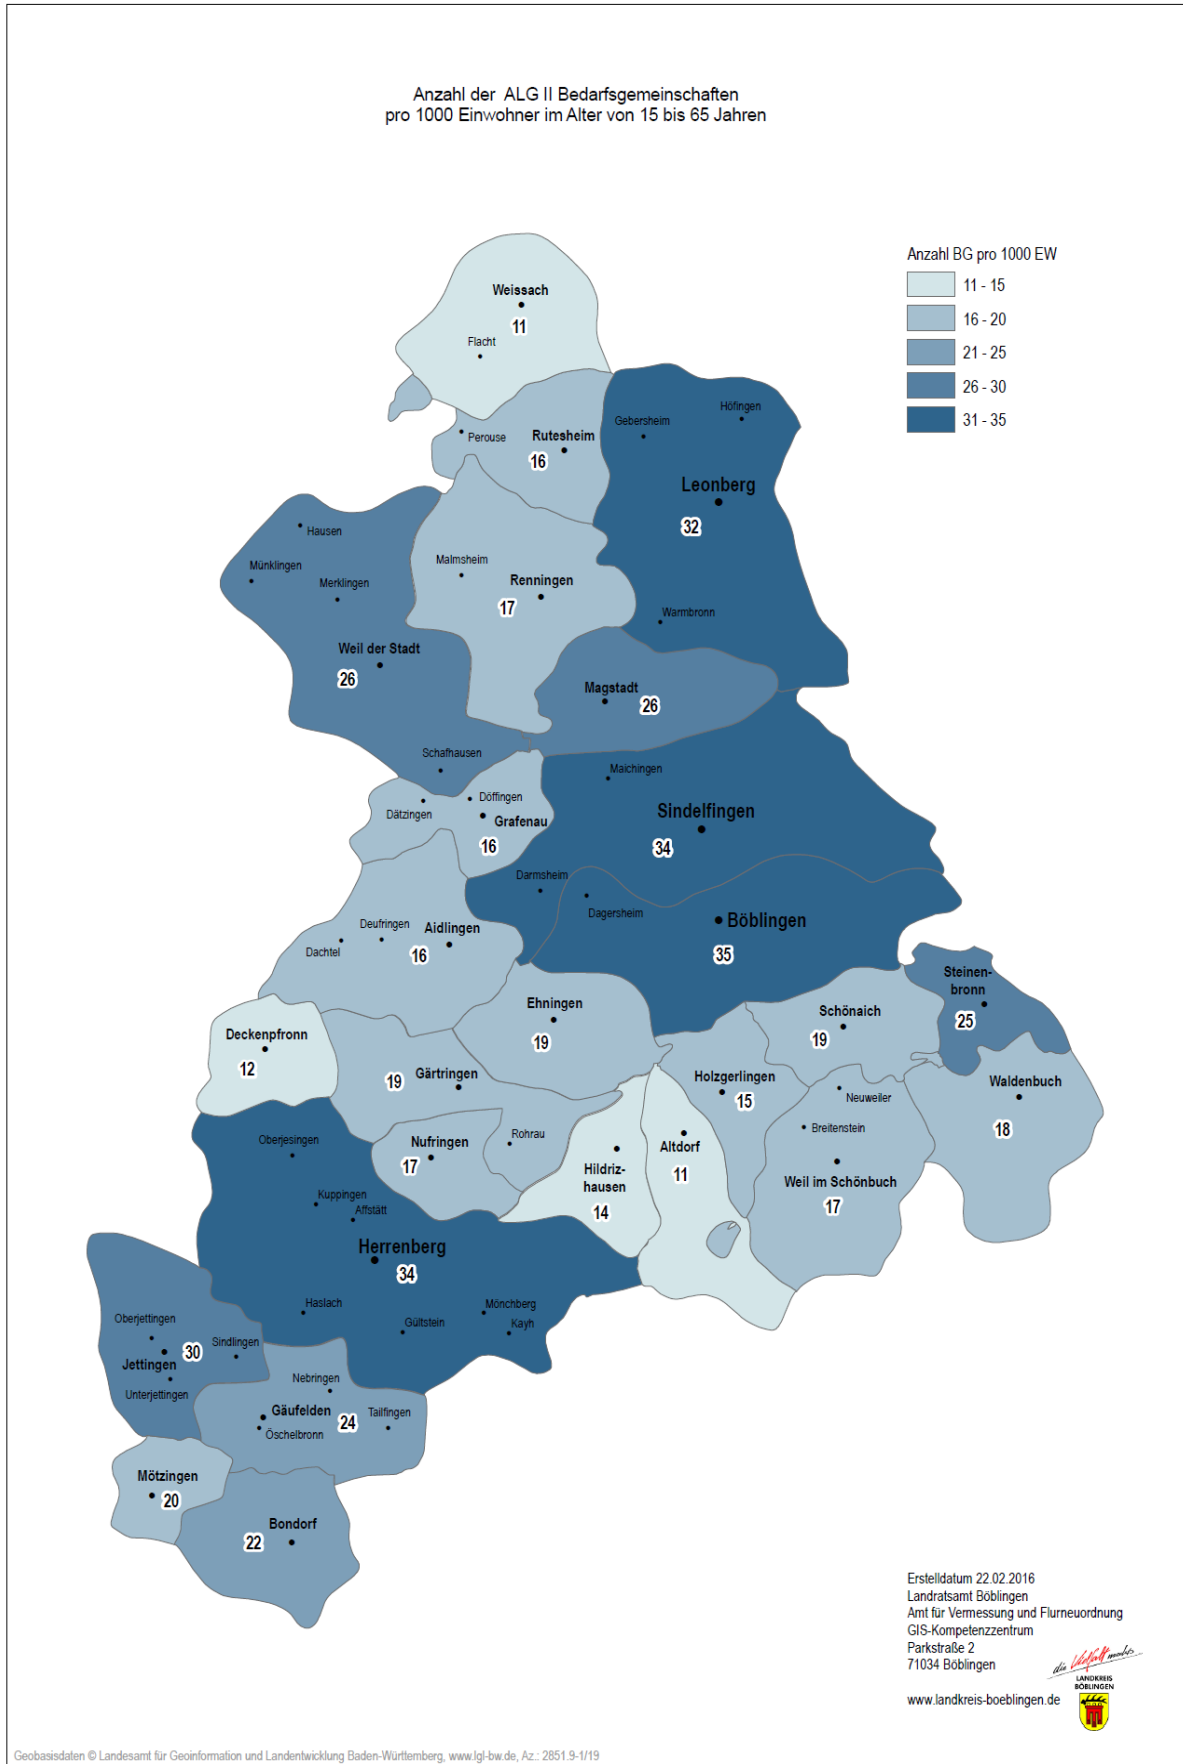 Anzahl der ALG II Bedarfsgemeinschaften
pro 1000 Einwohner im Alter von 15 bis 65 Jahren
Anzahl BG pro 1000 EW
11 - 15
16 - 20
21 - 25
26 - 30
31 - 35
Weissach
11
Flacht
Perouse
Rutesheim
16
Gebersheim
Höfingen
Leonberg
32
Warmbronn
Hausen
Münklingen
Merklingen
Weil der Stadt
26
Schafhausen
Malmsheim
Renningen
17
Magstadt
26
Maichingen
Sindelfingen
34
Darmsheim
Dagersheim
Böblingen
35
Dätzingen
Döffingen
Grafenau
16
Deufringen
Dachtel
Aidlingen
16
Ehningen
19
Deckenpfronn
12
Gärtringen
19
Rohrau
Nufringen
17
Hildriz-
hausen
14
Altdorf
11
Holzgerlingen
15
Schönaich
19
Steinen-
bronn
25
Waldenbuch
18
Neuweiler
Breitenstein
Weil im Schönbuch
17
Oberjesingen
Kuppingen
Affstätt
Herrenberg
34
Haslach
Gültstein
Mönchberg
Kayh
Oberjettingen
Jettingen
30
Sindlingen
Unterjettingen
Nebringen
Gäufelden
24
Tailfingen
Öschelbronn
Mötzingen
20
Bondorf
22
Erstelldatum 22.02.2016
Landratsamt Böblingen
Amt für Vermessung und Flurneuordnung
GIS-Kompetenzzentrum
Parkstraße 2
71034 Böblingen
www.landkreis-boeblingen.de
die Vielfalt machts
LANDKREIS
BÖBLINGEN
Geobasisdaten © Landesamt für Geoinformation und Landentwicklung Baden-Württemberg, www.lgl-bw.de, Az.: 2851.9-1/19